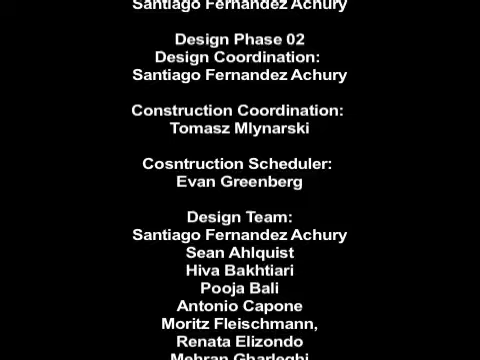 Santiago Fernandez Achury
Design Phase 02
Design Coordination:
Santiago Fernandez Achury
Construction Coordination:
Tomasz Mlynarski
Cosntruction Scheduler:
Evan Greenberg
Design Team:
Santiago Fernandez Achury
Sean Ahlquist
Hiva Bakhtiari
Pooja Bali
Antonio Capone
Moritz Fleischmann,
Renata Elizondo
Mehran Gharleghi